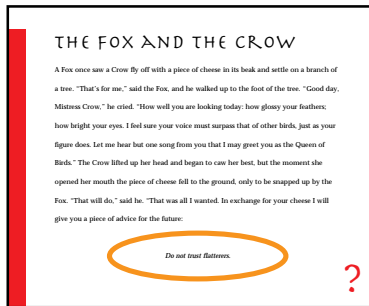 THE FOX AND THE CROW
A Fox once saw a Crow fly off with a piece of cheese in its beak and settle on a branch of
a tree. “That’s for me,” said the Fox, and he walked up to the foot of the tree. “Good day,
Mistress Crow,” he cried. “How well you are looking today: how glossy your feathers;
how bright your eyes. I feel sure your voice must surpass that of other birds, just as your
figure does. Let me hear but one song from you that I may greet you as the Queen of
Birds.” The Crow lifted up her head and began to caw her best, but the moment she
opened her mouth the piece of cheese fell to the ground, only to be snapped up by the
Fox. “That will do,” said he. “That was all I wanted. In exchange for your cheese I will
give you a piece of advice for the future:
Do not trust flatterers.
?